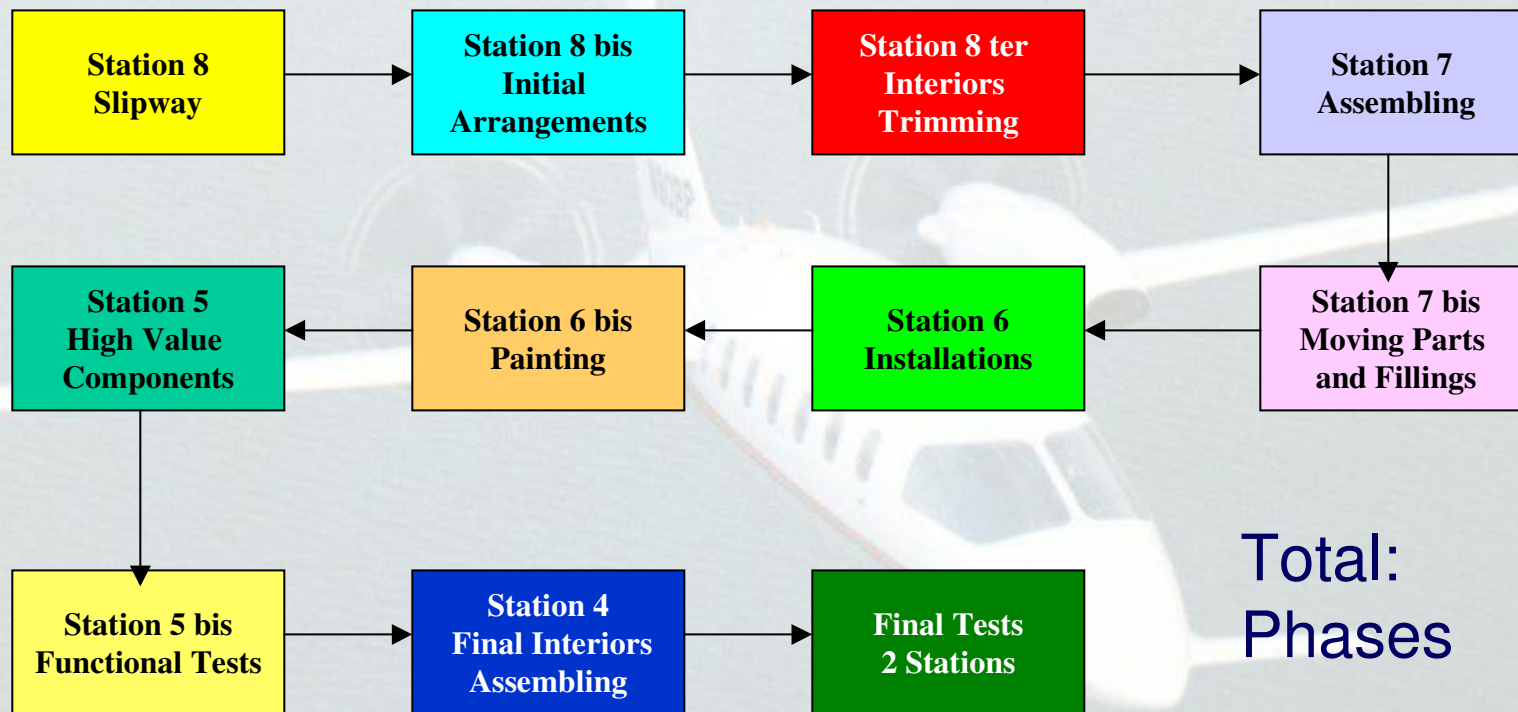 Station 8
Slipway
Station 8 bis
Initial
Arrangements
Station 8 ter
Interiors
Trimming
Station 7
Assembling
Station 7 bis
Moving Parts
and Fillings
Station 6
Installations
Station 6 bis
Painting
Station 5
High Value
Components
Station 5 bis
Functional Tests
Station 4
Final Interiors
Assembling
Final Tests
2 Stations
Total:
Phases